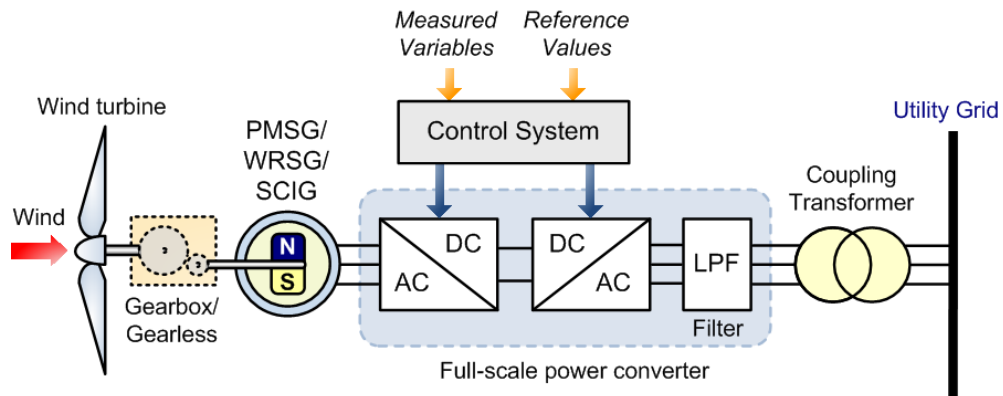 Measured
Variables
Reference
Values
Wind turbine
Control System
Utility Grid
PMSG/
WRSG/
SCIG
Coupling
Transformer
Wind
N
S
DC
AC
DC
AC
LPF
Gearbox/
Gearless
Filter
Full-scale power converter